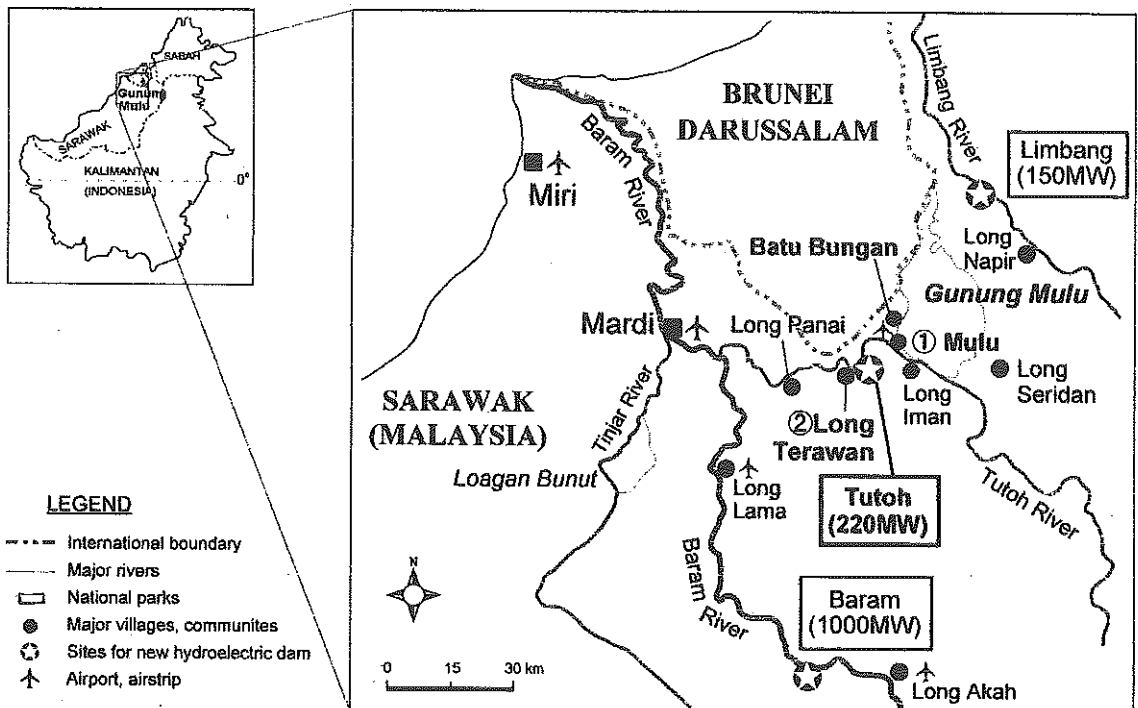 SABAH
Gunung
Mulu
SARAWAK
KALIMANTAN
(INDONESIA)
0°
BRUNEI
DARUSSALAM
Limbang River
Limbang
(150MW)
Baram River
Miri
Batu Bungan
Long
Napir
Gunung Mulu
Mardi
Long Panai
① Mulu
Long
Iman
Long
Seridan
SARAWAK
(MALAYSIA)
Tinjar River
②Long
Terawan
Loagan Bunut
Long
Lama
Tutoh
(220MW)
Tutoh River
Baram River
Baram
(1000MW)
Long Akah
LEGEND
International boundary
Major rivers
National parks
Major villages, communites
Sites for new hydroelectric dam
Airport, airstrip
N
0 15 30 km